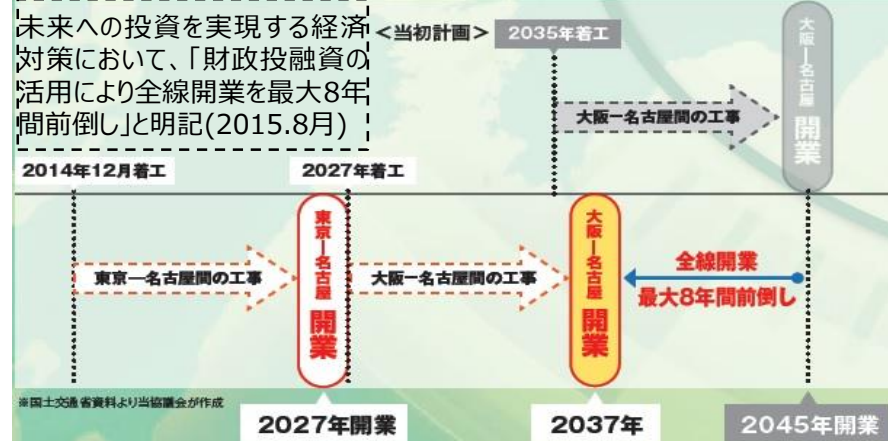 未来への投資を実現する経済
対策において、「財政投融資の
活用により全線開業を最大8年
間前倒し」と明記(2015.8月)
<当初計画>
2035年着工
大阪ー名古屋間の工事
大阪ー名古屋
開業
2014年12月着工
2027年着工
東京ー名古屋間の工事
東京ー名古屋
開業
大阪ー名古屋間の工事
大阪ー名古屋
開業
全線開業
最大8年間前倒し
※国土交通省資料より当協議会が作成
2027年開業
2037年
2045年開業